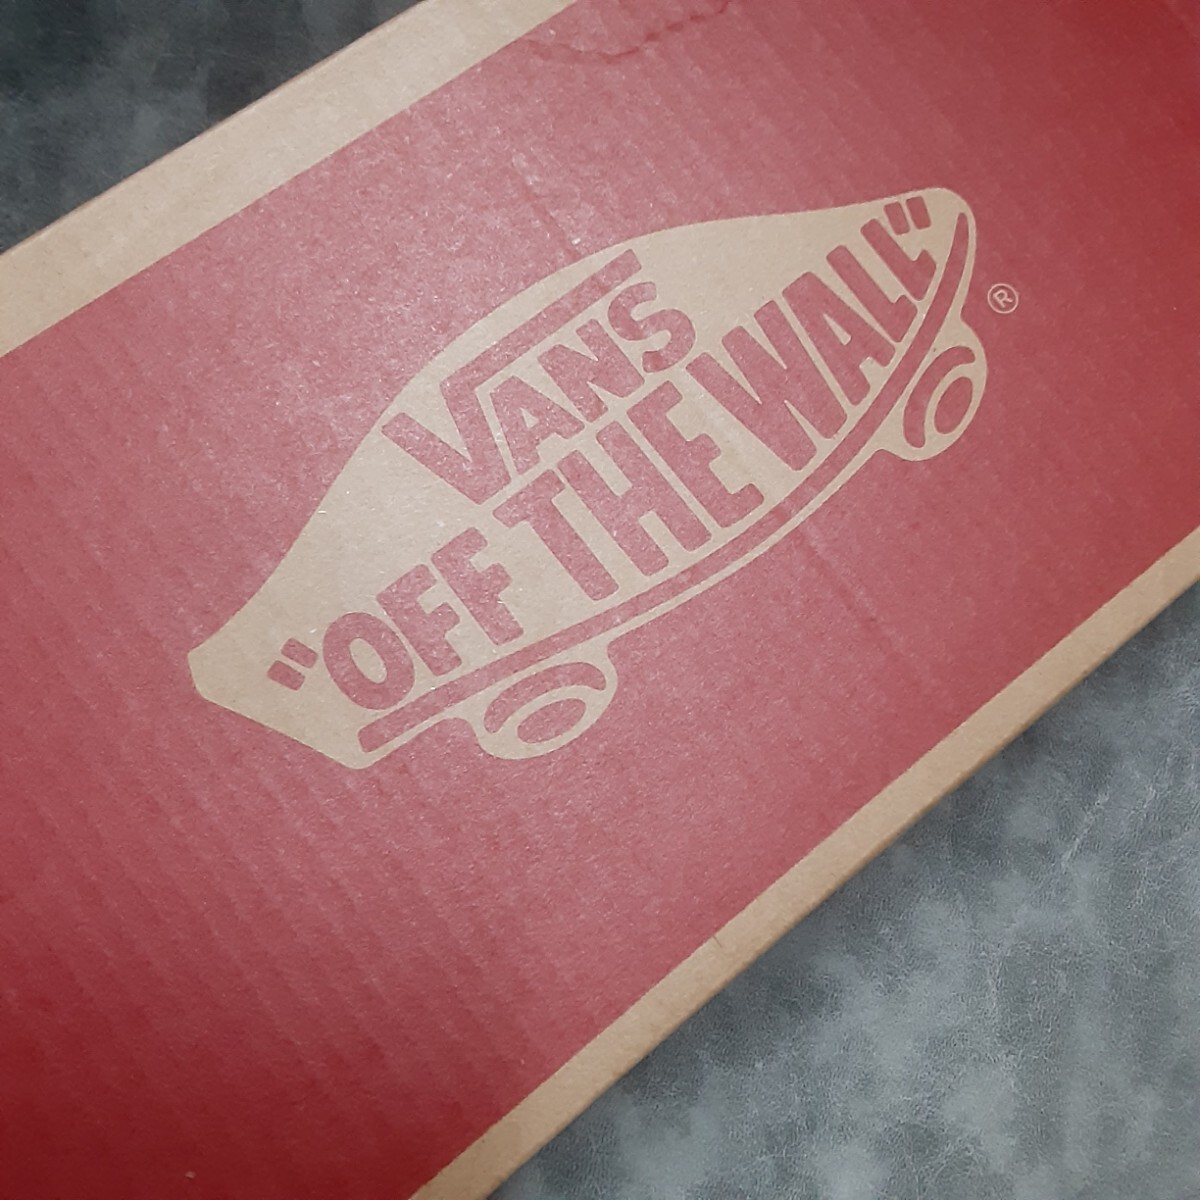 VANS
"OFF THE WALL"
®